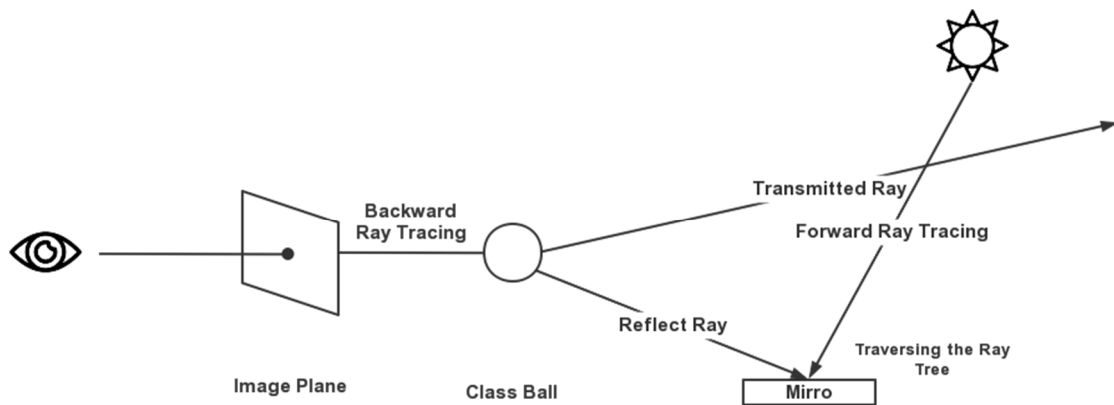 Transmitted Ray
Backward
Ray Tracing
Forward Ray Tracing
Reflect Ray
Traversing the Ray
Tree
Image Plane
Class Ball
Mirro